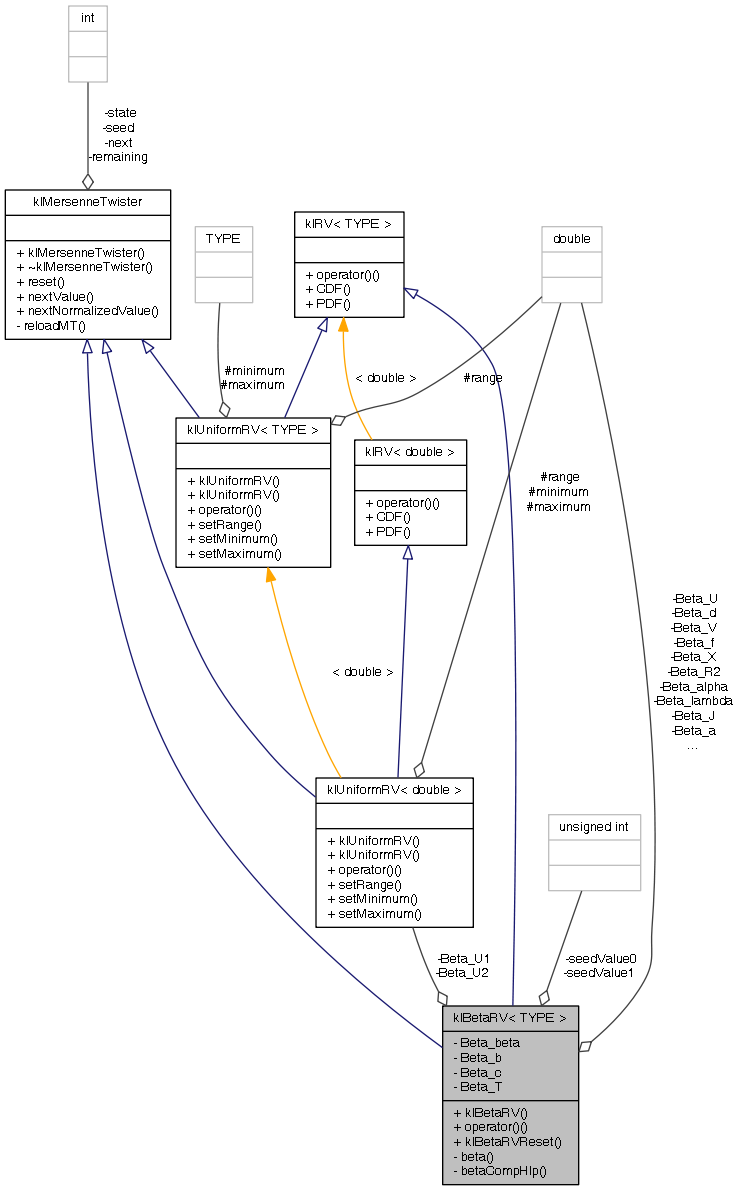 int
-state
-seed
-next
-remaining
klMersenneTwister
+ klMersenneTwister()
+ ~klMersenneTwister()
+ reset()
+ nextValue()
+ nextNormalizedValue()
- reloadMT()
TYPE
klRV< TYPE >
+ operator()()
+ CDF()
+ PDF()
double
#minimum
#maximum
< double >
#range
klUniformRV< TYPE >
+ klUniformRV()
+ klUniformRV()
+ operator()()
+ setRange()
+ setMinimum()
+ setMaximum()
klRV< double >
+ operator()()
+ CDF()
+ PDF()
#range
#minimum
#maximum
-Beta_U
-Beta_d
-Beta_V
-Beta_f
-Beta_X
-Beta_R2
-Beta_alpha
-Beta_lambda
-Beta_J
-Beta_a
...
< double >
klUniformRV< double >
+ klUniformRV()
+ klUniformRV()
+ operator()()
+ setRange()
+ setMinimum()
+ setMaximum()
unsigned int
-Beta_U1
-Beta_U2
-seedValue0
-seedValue1
klBetaRV< TYPE >
- Beta_beta
- Beta_b
- Beta_c
- Beta_T
+ klBetaRV()
+ operator()()
+ klBetaRVReset()
- beta()
- betaCompHlp()